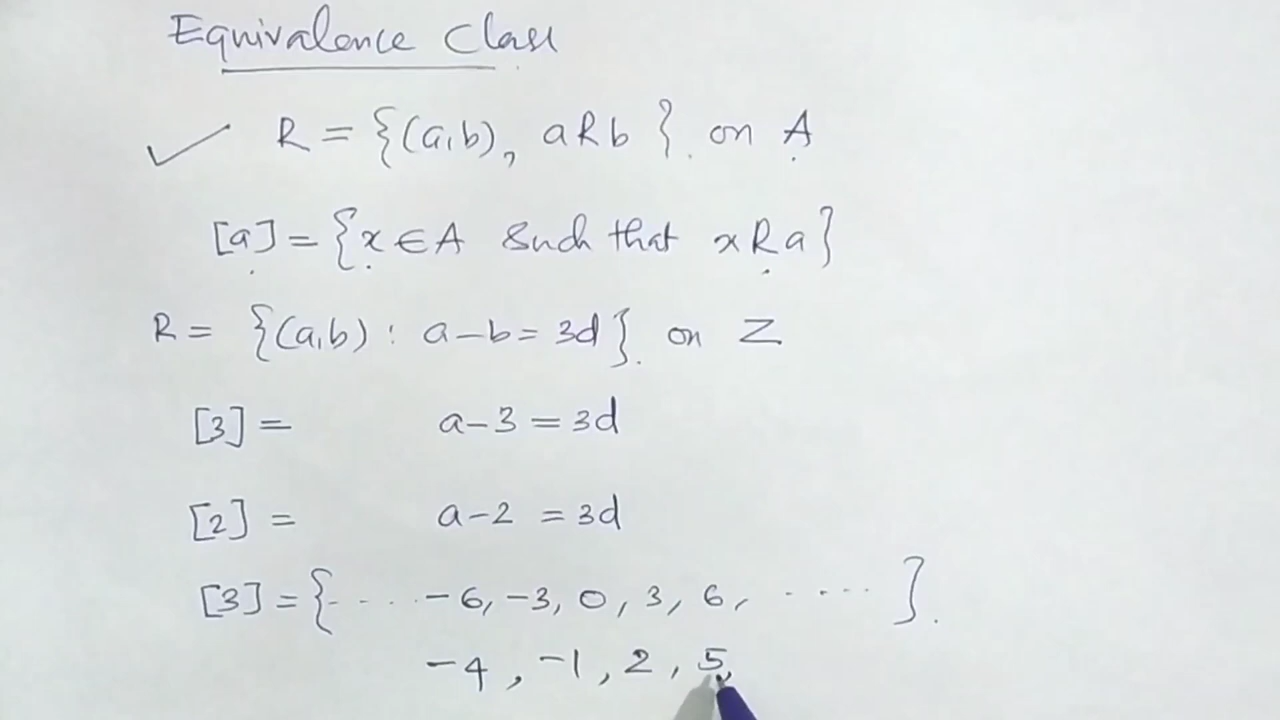 Equivalence Class
R = {(a,b), aRb}. on A
[a] = {x ∈ A such that x R a}
R = {(a,b) : a-b = 3d}. on Z
[3] = a-3 = 3d
[2] = a-2 = 3d
[3] = {.....-6, -3, 0, 3, 6, .....}.
-4, -1, 2, 5,